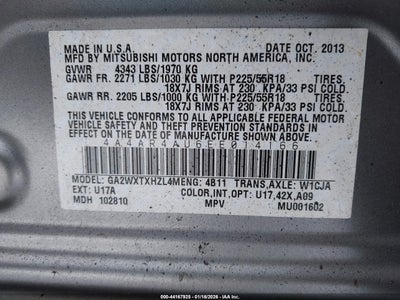 MADE IN U.S.A. DATE OCT. 2013
MFD BY MITSUBISHI MOTORS NORTH AMERICA, INC.
GVWR 4343 LBS/1970 KG
GAWR FR. 2271 LBS/1030 KG WITH P225/55R18 TIRES.
18X7J RIMS AT 230 KPA/33 PSI COLD.
GAWR RR. 2205 LBS/1000 KG WITH P225/55R18 TIRES.
18X7J RIMS AT 230 KPA/33 PSI COLD.
THIS VEHICLE CONFORMS TO ALL APPLICABLE FEDERAL
MOTOR VEHICLE SAFETY, BUMPER, AND THEFT PREVENTION
STANDARDS IN EFFECT ON THE DATE OF MANUFACTURE
SHOWN ABOVE.
4A4AR4AU6EE014166
MODEL: GA2WXTXHZL4M ENG: 4B11 TRANS,AXLE: W1CJA
EXT: U17A COLOR,INT,OPT: U17,42X,A09
MDH 102810 MPV MU001602
© 000-44167925 - 01/16/2026 - IAAI.COM